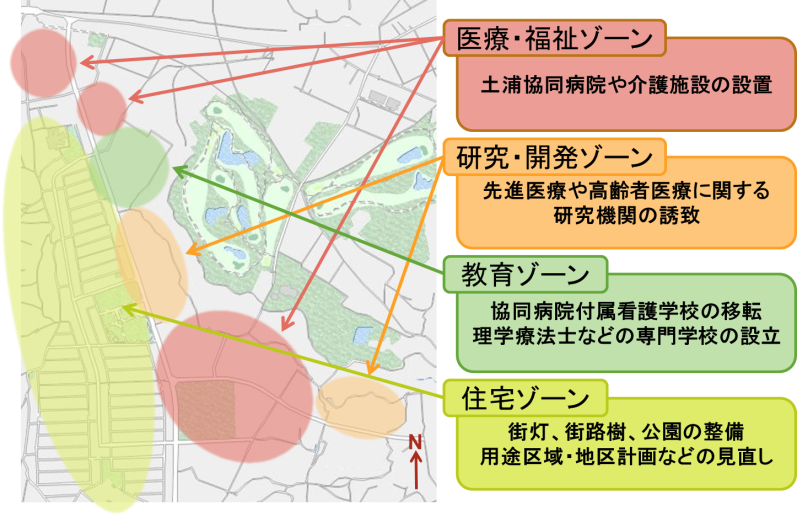 医療・福祉ゾーン
土浦協同病院や介護施設の設置
研究・開発ゾーン
先進医療や高齢者医療に関する
研究機関の誘致
教育ゾーン
協同病院付属看護学校の移転
理学療法士などの専門学校の設立
住宅ゾーン
街灯、街路樹、公園の整備
用途区域・地区計画などの見直し
N